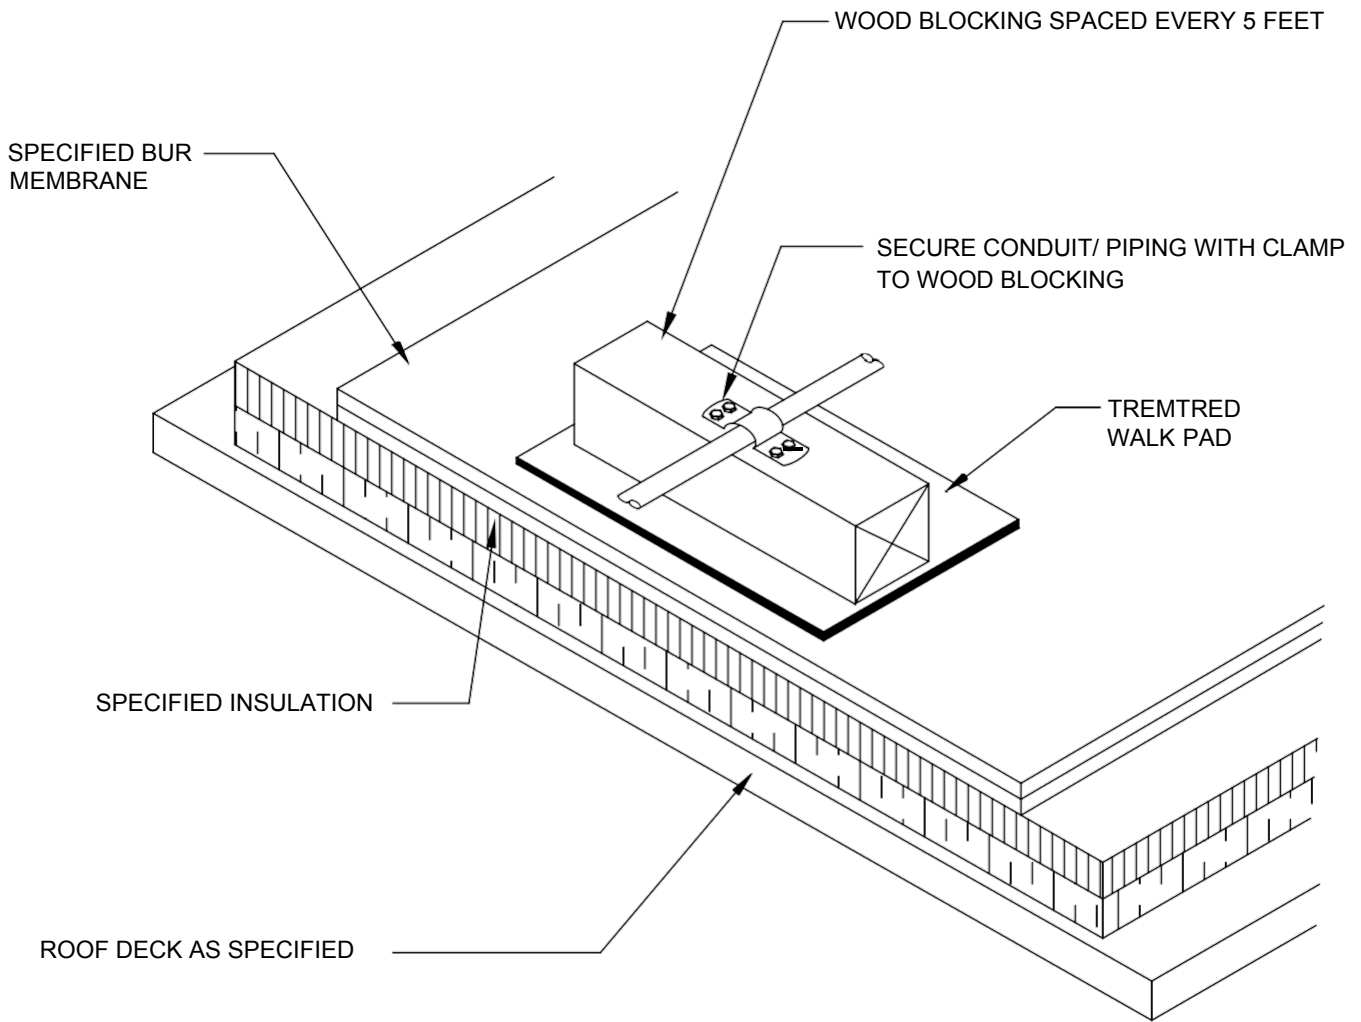 WOOD BLOCKING SPACED EVERY 5 FEET
SPECIFIED BUR
MEMBRANE
SECURE CONDUIT/ PIPING WITH CLAMP
TO WOOD BLOCKING
TREMTRED
WALK PAD
SPECIFIED INSULATION
ROOF DECK AS SPECIFIED